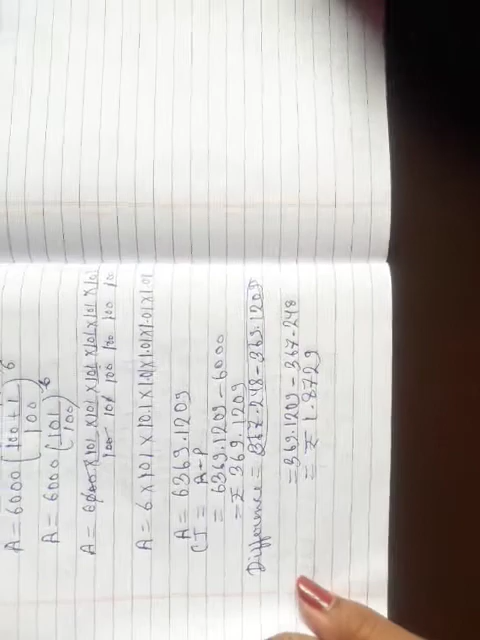 A = 6000 (100+1/100)^6
A = 6000 (101/100)^6
A = 6000 × 101/100 × 101/100 × 101/100 × 101/100 × 101/100 × 101/100
A = 6 × 101 × 101 × 1.01 × 1.01 × 1.01 × 1.01
A = 6369.1209
CI = A-P
= 6369.1209 - 6000
= ₹ 369.1209
Difference = 367.248 - 369.1209
= 369.1209 - 367.248
= ₹ 1.8729